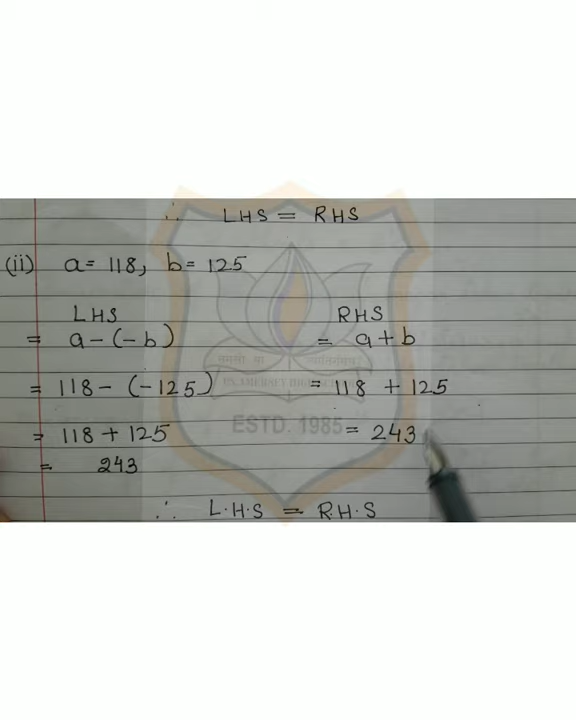 ∴ LHS = RHS
(ii) a = 118, b = 125
LHS RHS
= a - (-b) = a + b
= 118 - (-125) = 118 + 125
= 118 + 125 = 243
= 243
ESTD. 1985
∴ L.H.S = R.H.S